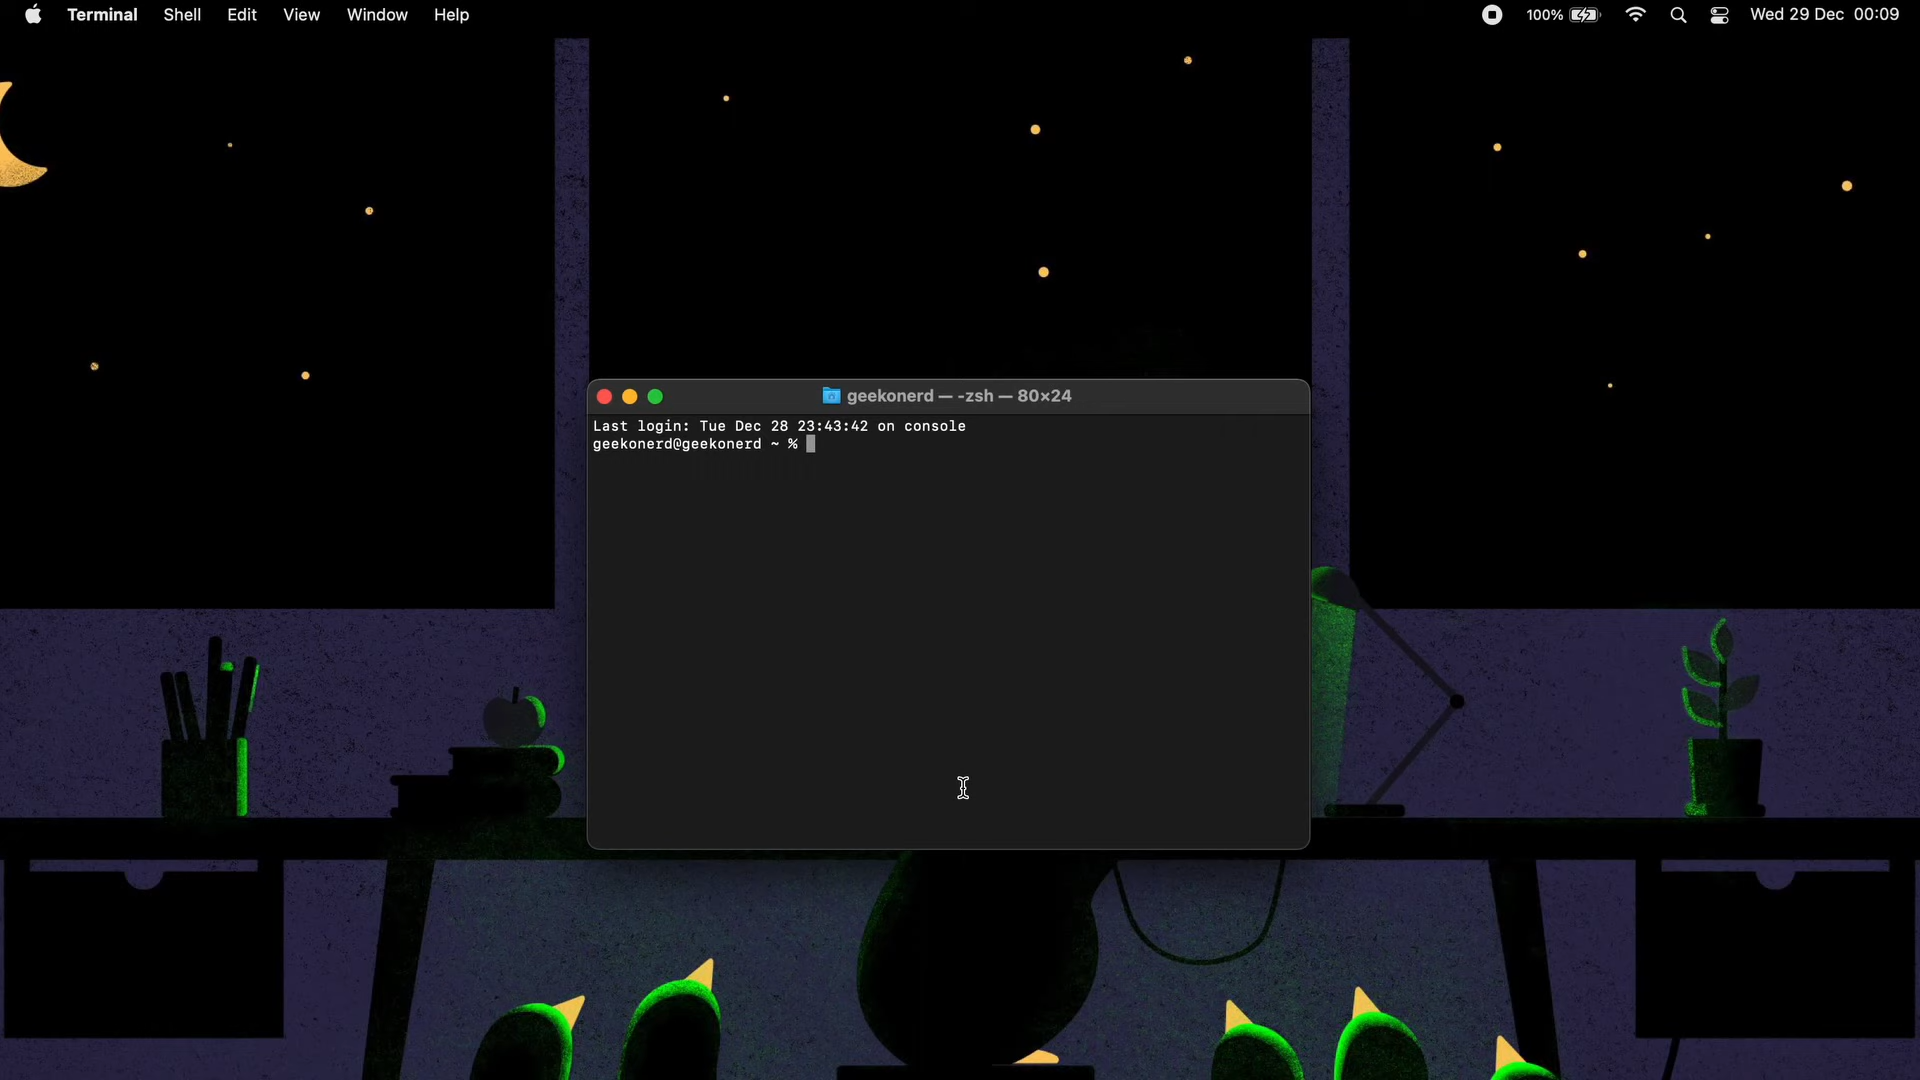 Terminal Shell Edit View Window Help 100% Wed 29 Dec 00:09
geekonerd — -zsh — 80×24
Last login: Tue Dec 28 23:43:42 on console
geekonerd@geekonerd ~ %